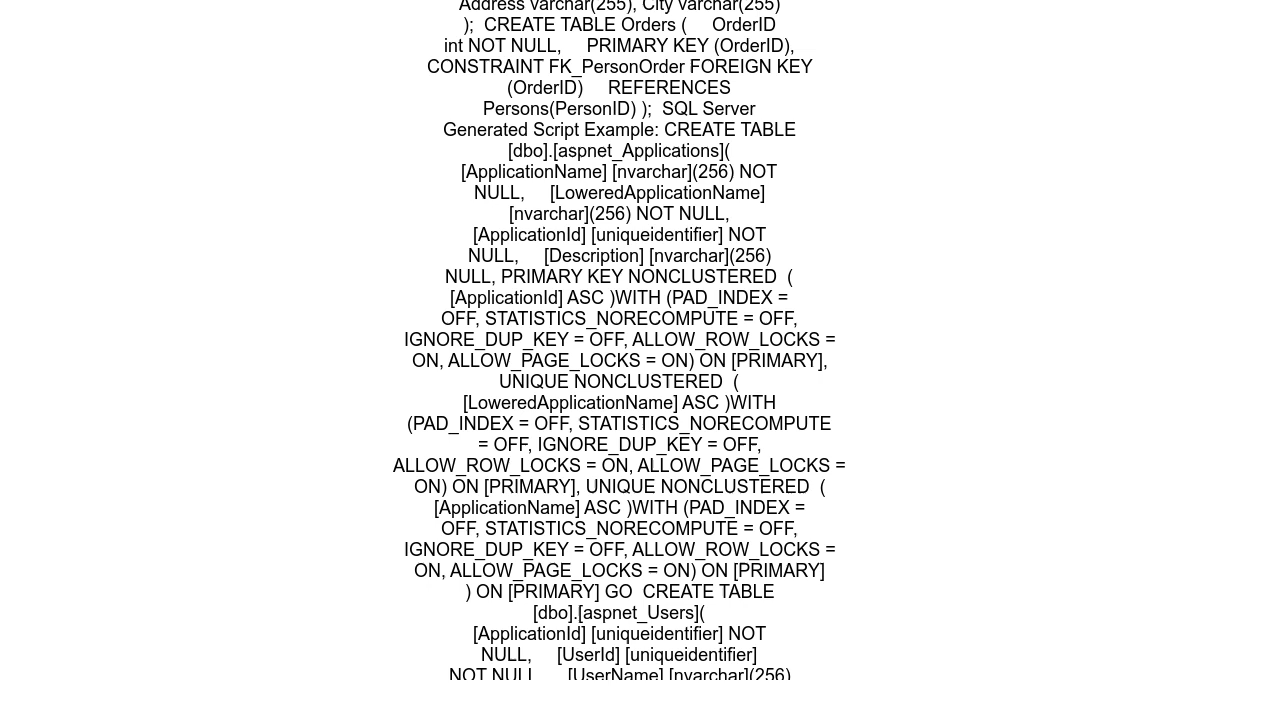 Address varchar(255), City varchar(255)
);  CREATE TABLE Orders (     OrderID
int NOT NULL,     PRIMARY KEY (OrderID),
CONSTRAINT FK_PersonOrder FOREIGN KEY
(OrderID)     REFERENCES
Persons(PersonID) );  SQL Server
Generated Script Example: CREATE TABLE
[dbo].[aspnet_Applications](
[ApplicationName] [nvarchar](256) NOT
NULL,     [LoweredApplicationName]
[nvarchar](256) NOT NULL,
[ApplicationId] [uniqueidentifier] NOT
NULL,     [Description] [nvarchar](256)
NULL, PRIMARY KEY NONCLUSTERED  (
[ApplicationId] ASC )WITH (PAD_INDEX =
OFF, STATISTICS_NORECOMPUTE = OFF,
IGNORE_DUP_KEY = OFF, ALLOW_ROW_LOCKS =
ON, ALLOW_PAGE_LOCKS = ON) ON [PRIMARY],
UNIQUE NONCLUSTERED  (
[LoweredApplicationName] ASC )WITH
(PAD_INDEX = OFF, STATISTICS_NORECOMPUTE
= OFF, IGNORE_DUP_KEY = OFF,
ALLOW_ROW_LOCKS = ON, ALLOW_PAGE_LOCKS =
ON) ON [PRIMARY], UNIQUE NONCLUSTERED  (
[ApplicationName] ASC )WITH (PAD_INDEX =
OFF, STATISTICS_NORECOMPUTE = OFF,
IGNORE_DUP_KEY = OFF, ALLOW_ROW_LOCKS =
ON, ALLOW_PAGE_LOCKS = ON) ON [PRIMARY]
) ON [PRIMARY] GO  CREATE TABLE
[dbo].[aspnet_Users](
[ApplicationId] [uniqueidentifier] NOT
NULL,     [UserId] [uniqueidentifier]
NOT NULL,     [UserName] [nvarchar](256)